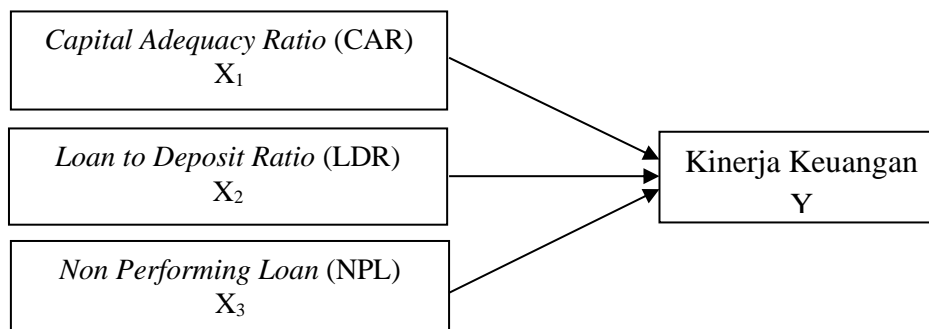 Capital Adequacy Ratio (CAR)
X₁
Loan to Deposit Ratio (LDR)
X₂
Non Performing Loan (NPL)
X₃
Kinerja Keuangan
Y